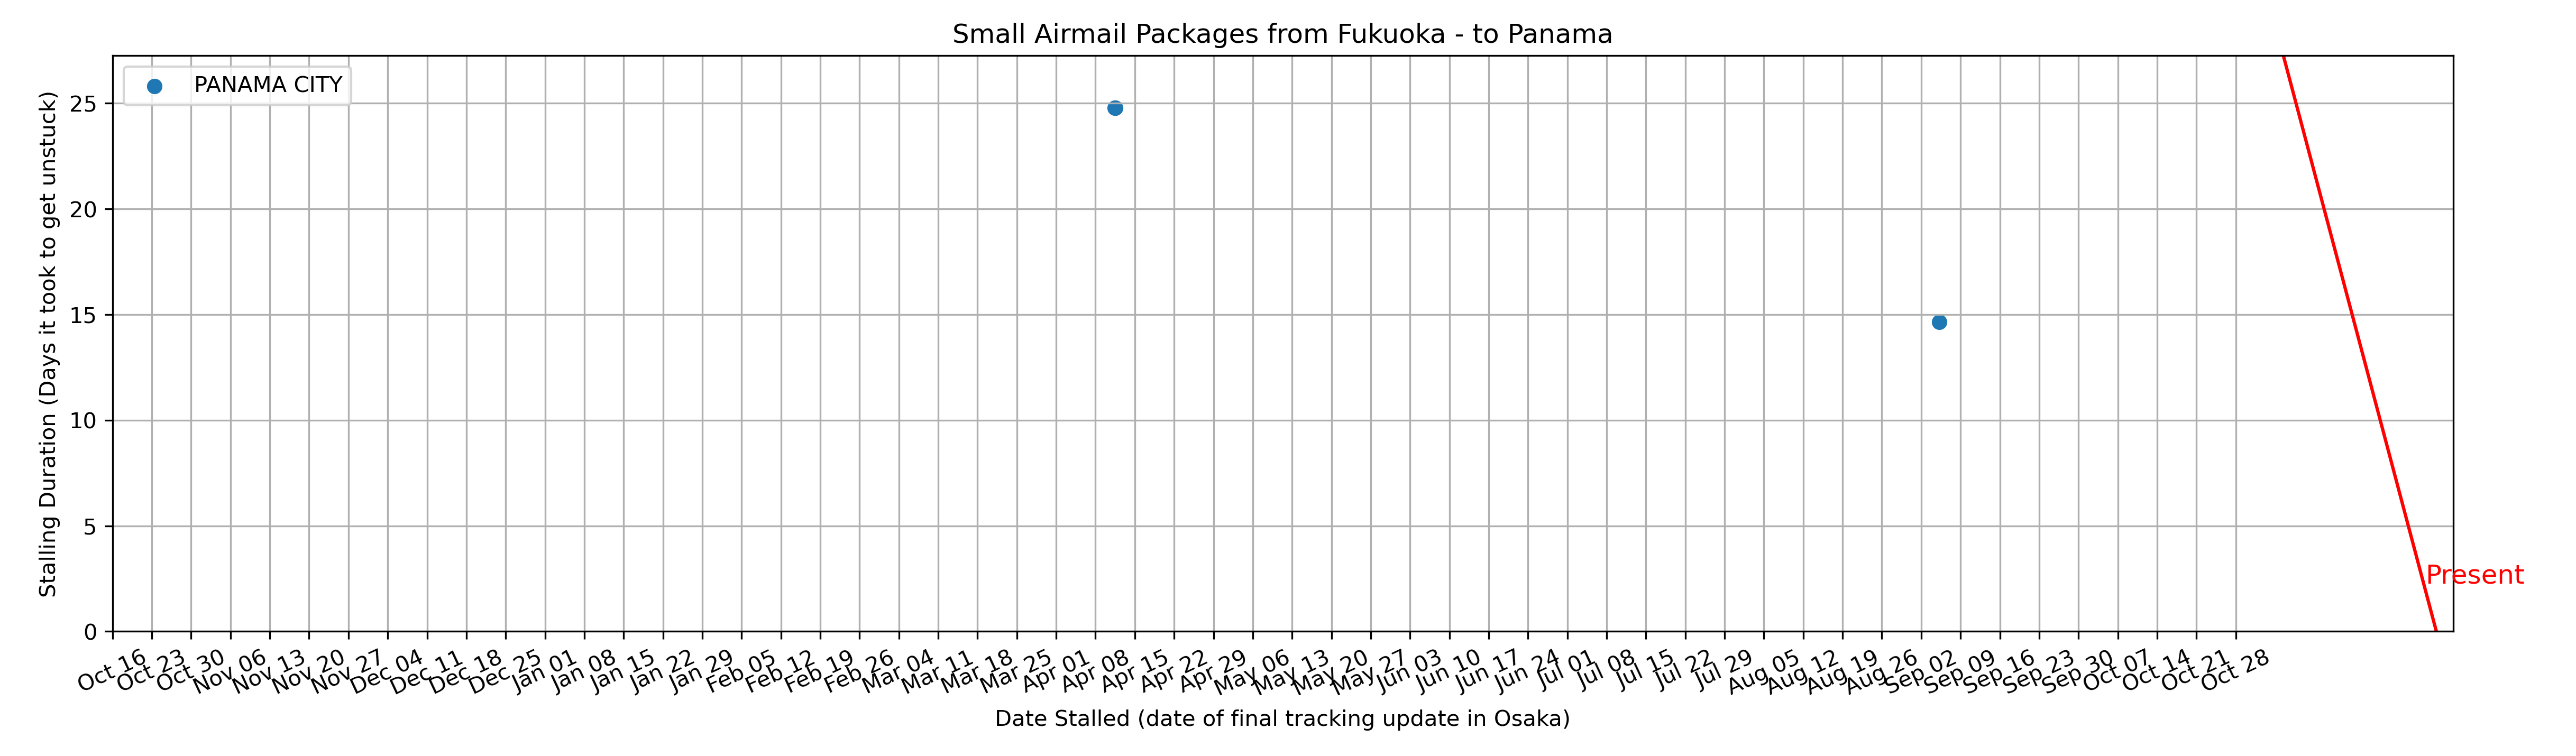 Small Airmail Packages from Fukuoka - to Panama
PANAMA CITY
Stalling Duration (Days it took to get unstuck)
25
20
15
10
5
0
Present
Oct 16
Oct 23
Oct 30
Nov 06
Nov 13
Nov 20
Nov 27
Dec 04
Dec 11
Dec 18
Dec 25
Jan 01
Jan 08
Jan 15
Jan 22
Jan 29
Feb 05
Feb 12
Feb 19
Feb 26
Mar 04
Mar 11
Mar 18
Mar 25
Apr 01
Apr 08
Apr 15
Apr 22
Apr 29
May 06
May 13
May 20
May 27
Jun 03
Jun 10
Jun 17
Jun 24
Jul 01
Jul 08
Jul 15
Jul 22
Jul 29
Aug 05
Aug 12
Aug 19
Aug 26
Sep 02
Sep 09
Sep 16
Sep 23
Sep 30
Oct 07
Oct 14
Oct 21
Oct 28
Date Stalled (date of final tracking update in Osaka)